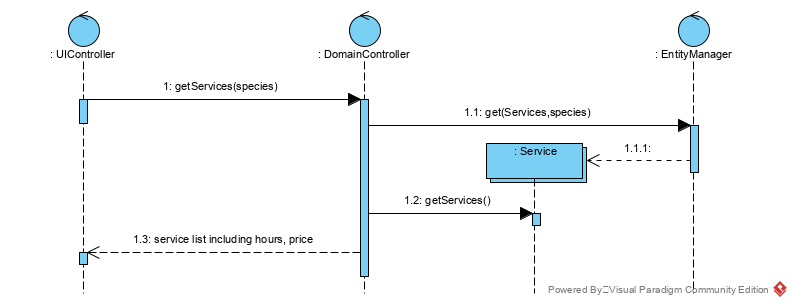 : UIController
: DomainController
: EntityManager
1: getServices(species)
1.1: get(Services,species)
: Service
1.1.1:
1.2: getServices()
1.3: service list including hours, price
Powered By Visual Paradigm Community Edition